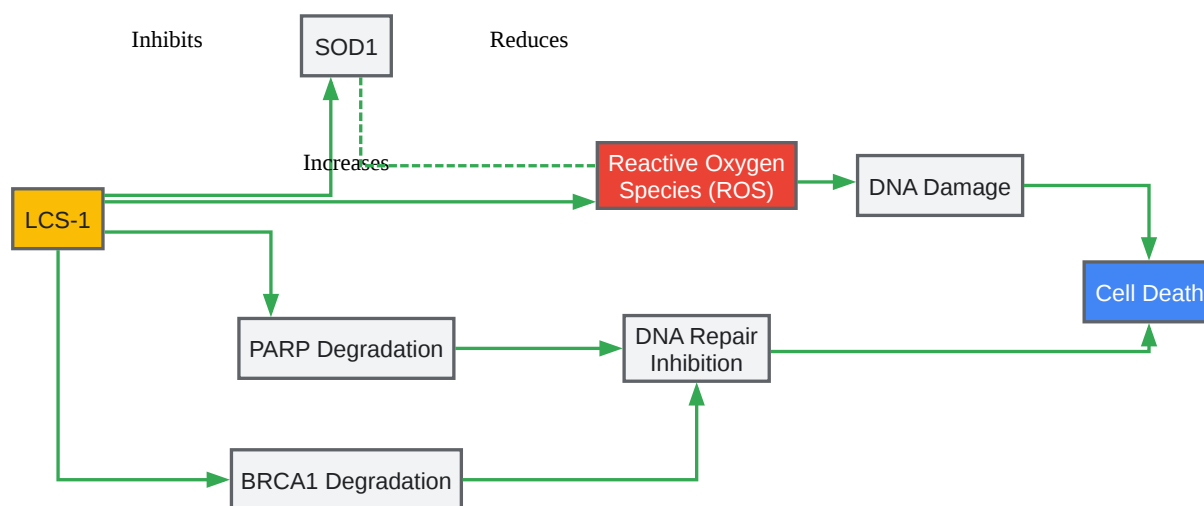 Inhibits
SOD1
Reduces
Increases
Reactive Oxygen
Species (ROS)
DNA Damage
LCS-1
Cell Death
PARP Degradation
DNA Repair
Inhibition
BRCA1 Degradation